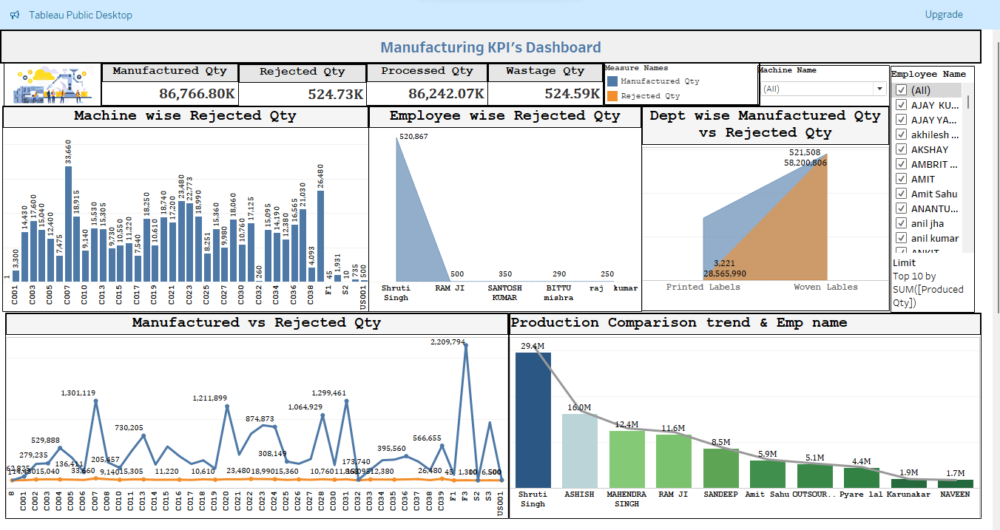 Tableau Public Desktop
Upgrade
Manufacturing KPI's Dashboard
Manufactured Qty
86,766.80K
Rejected Qty
524.73K
Processed Qty
86,242.07K
Wastage Qty
524.59K
Measure Names
Manufactured Qty
Rejected Qty
Machine Name
(All)
Employee Name
(All)
AJAY KU...
AJAY YA...
akhilesh ...
AKSHAY
AMBRIT ...
AMIT
Amit Sahu
ANANTU...
anil jha
anil kumar
ANKIT
Limit
Top 10 by
SUM([Produced
Qty])
Machine wise Rejected Qty
1 3,300 14,430 17,600 15,040 12,400 7,475 33,660 18,915 9,140 15,530 15,305 9,730 10,550 11,220 7,540 18,250 10,610 18,740 17,200 23,480 22,773 18,990 8,251 15,360 9,980 18,060 10,760 17,125 260 15,095 14,190 12,380 16,565 21,030 4,093 26,480 45 1,931 10 735 500
C001 C003 C005 C007 C010 C013 C015 C017 C019 C021 C023 C025 C027 C030 C032 C034 C036 C038 F1 S2 US001
Employee wise Rejected Qty
520,867
500 350 290 250
Shruti RAM JI SANTOSH BITTU raj kumar
Singh KUMAR mishra
Dept wise Manufactured Qty
vs Rejected Qty
521,508
58,200,806
3,221
28,565,990
Printed Labels Woven Lables
Manufactured vs Rejected Qty
2,209,794
1,301,119 1,211,899 1,299,461
1,064,929
874,873
730,205
529,888 566,655
279,235 136,411 205,457 308,149 395,560
173,740
15,040 33,660 9,140 15,305 11,220 10,610 23,480 18,990 15,360 10,760 12,380 26,480 45 6,500
8 C001 C002 C003 C004 C005 C006 C007 C008 C010 C011 C013 C014 C015 C016 C017 C018 C019 C020 C021 C022 C023 C024 C025 C026 C027 C028 C030 C031 C032 C033 C034 C035 C036 C037 C038 C039 F1 F3 S2 S3 US001
Production Comparison trend & Emp name
29.4M
16.0M
12.4M
11.6M
8.5M
5.9M
5.1M
4.4M
1.9M
1.7M
Shruti ASHISH MAHENDRA RAM JI SANDEEP Amit Sahu OUTSOUR.. Pyare lal Karunakar NAVEEN
Singh SINGH